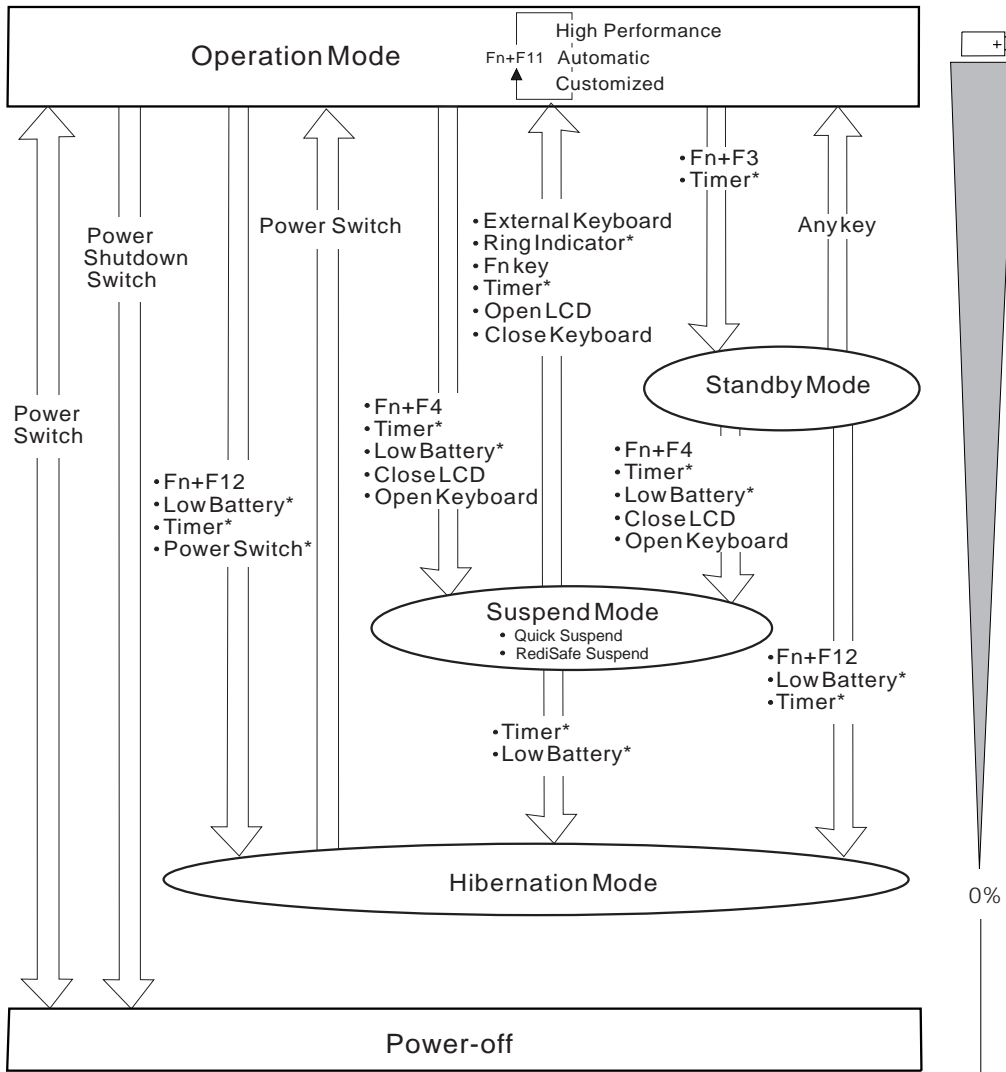 Operation Mode
Fn+F11
High Performance
Automatic
Customized
+
Power
Switch
Power
Shutdown
Switch
• Fn+F12
• Low Battery*
• Timer*
• Power Switch*
Power Switch
• Fn+F4
• Timer*
• Low Battery*
• Close LCD
• Open Keyboard
• External Keyboard
• Ring Indicator*
• Fn key
• Timer*
• Open LCD
• Close Keyboard
• Fn+F3
• Timer*
Any key
Standby Mode
• Fn+F4
• Timer*
• Low Battery*
• Close LCD
• Open Keyboard
Suspend Mode
• Quick Suspend
• RediSafe Suspend
• Fn+F12
• Low Battery*
• Timer*
• Timer*
• Low Battery*
Hibernation Mode
0%
Power-off